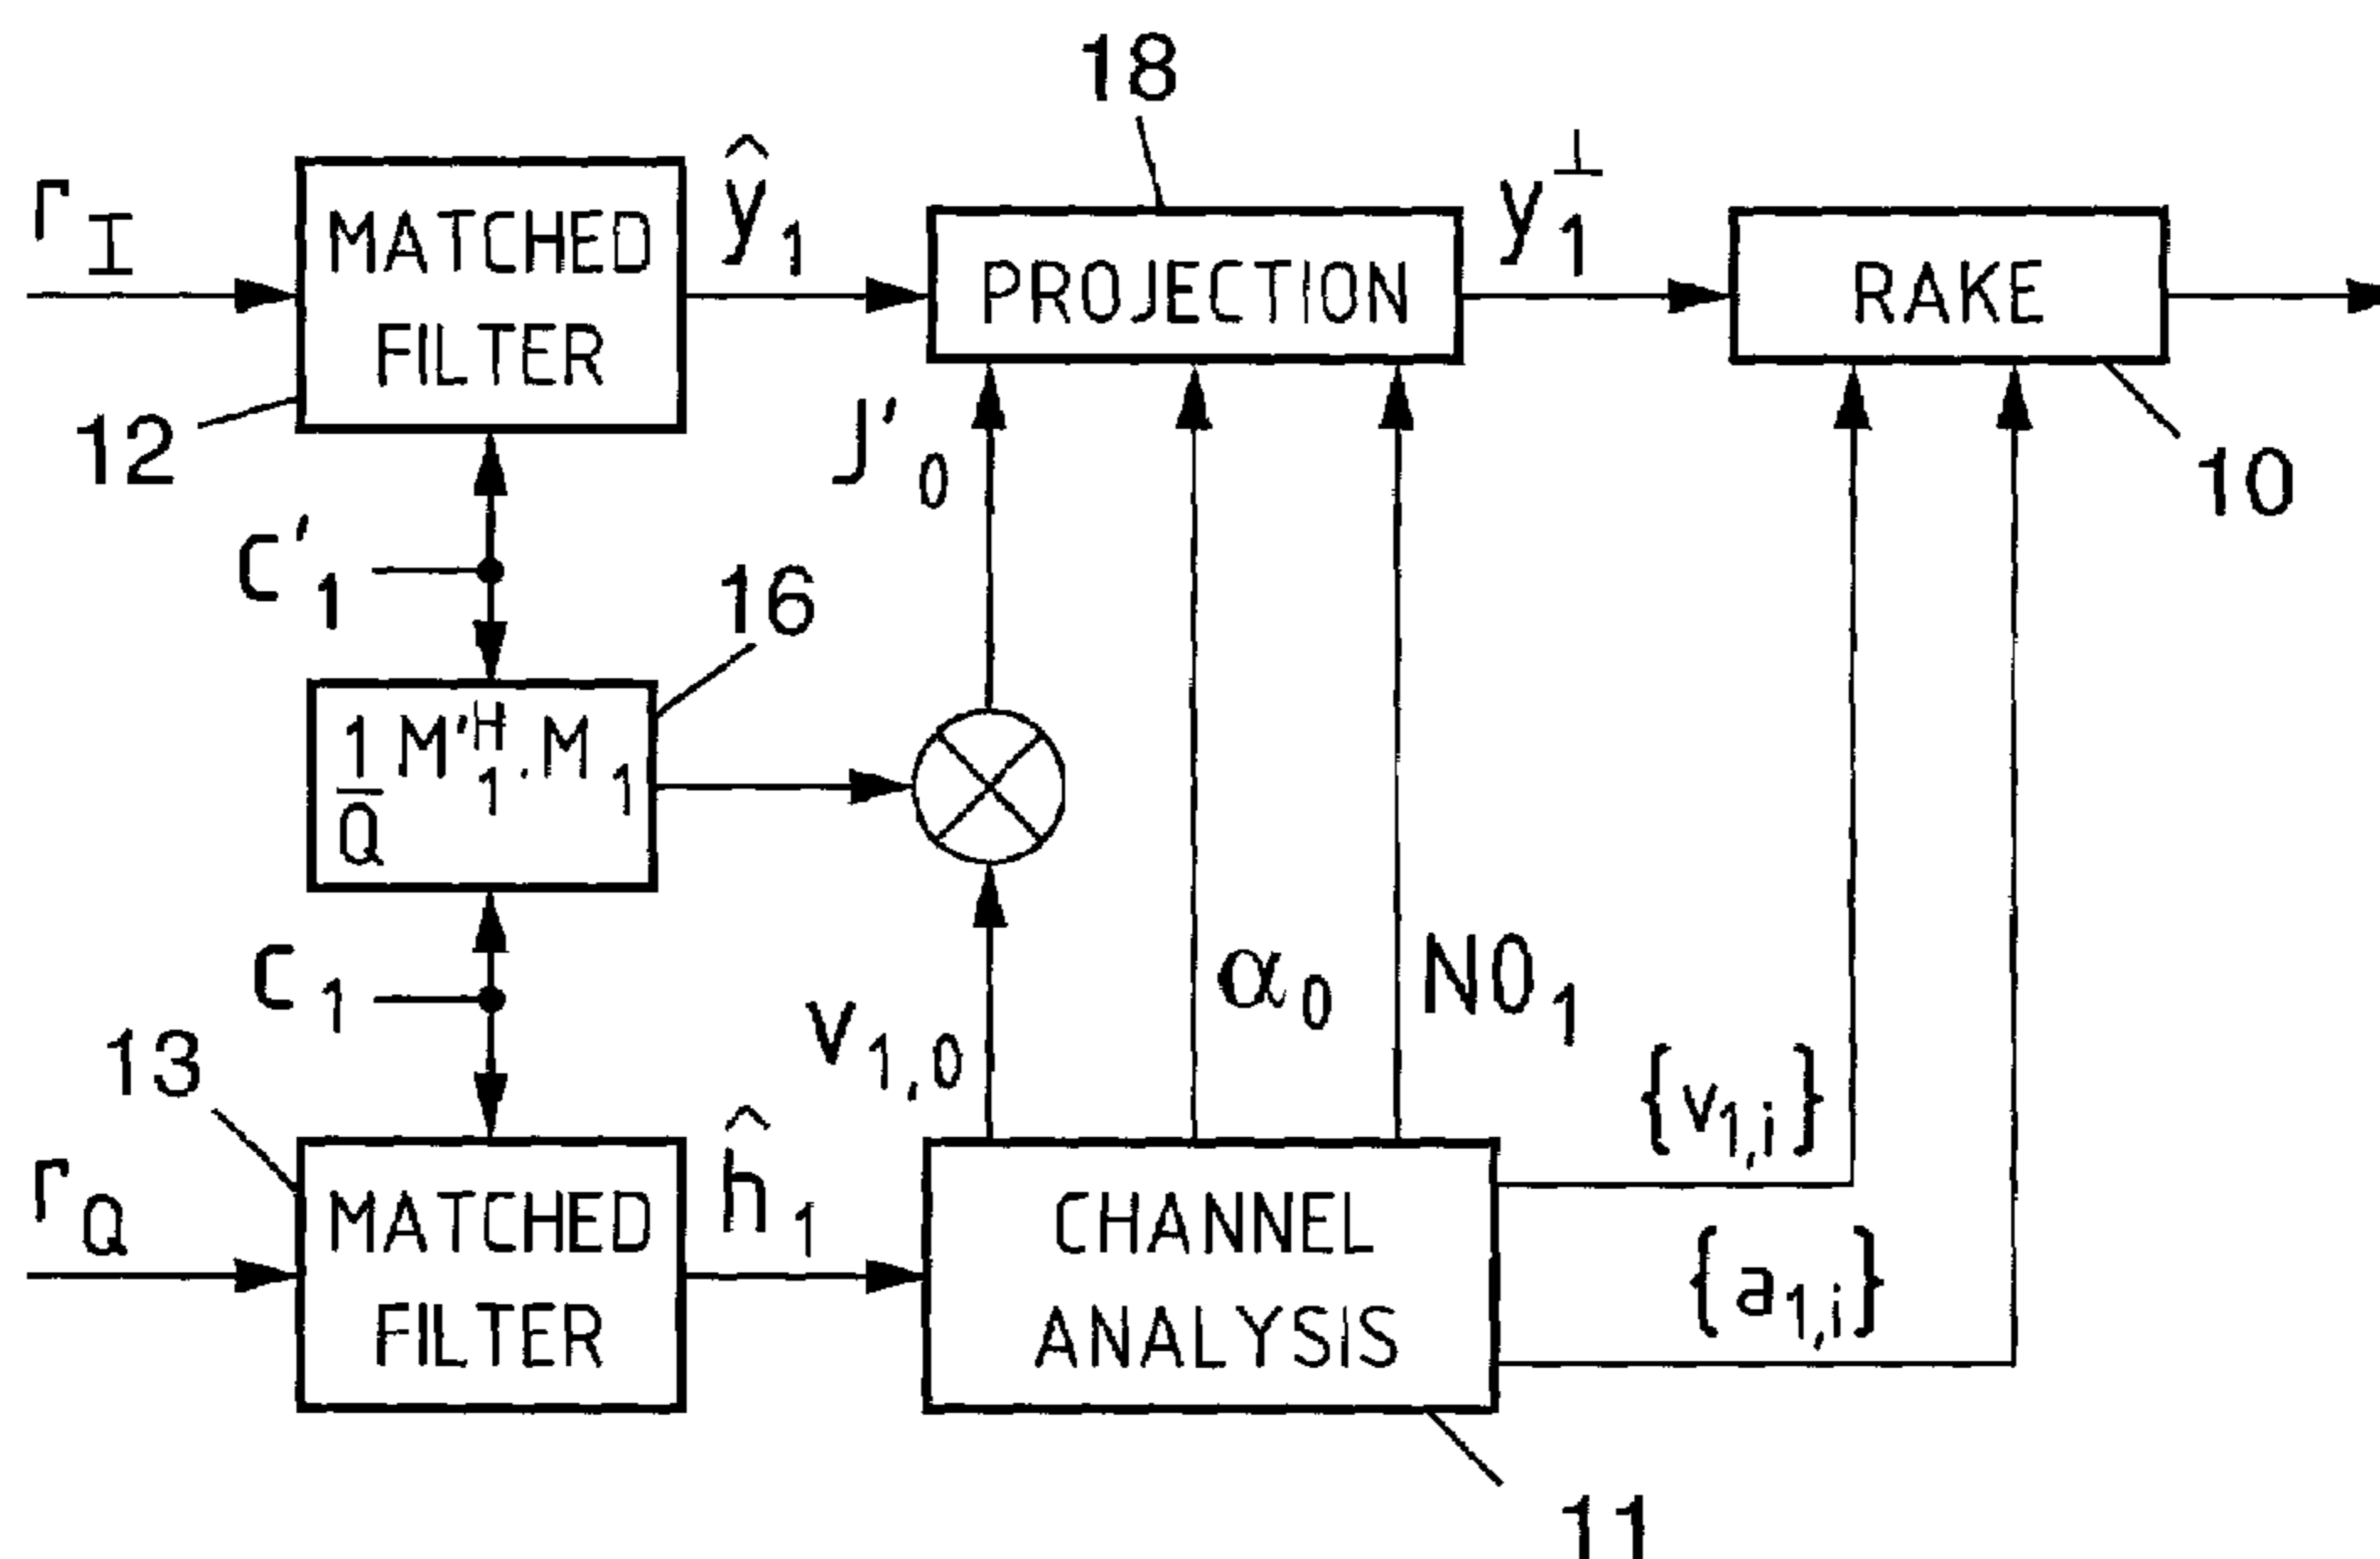 18
r_I
MATCHED
FILTER
ŷ_1
PROJECTION
y_1^⊥
RAKE
12
J'_0
10
C'_1
16
1/Q M'_1^H . M_1
C_1
v_1,0
α_0
N0_1
13
{v_1,i}
r_Q
MATCHED
FILTER
ĥ_1
CHANNEL
ANALYSIS
{a_1,i}
11